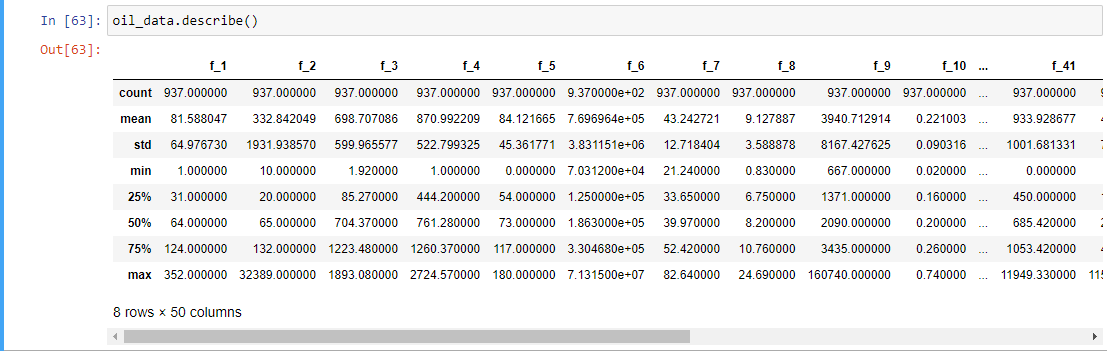 In [63]: oil_data.describe()
Out[63]:
f_1 f_2 f_3 f_4 f_5 f_6 f_7 f_8 f_9 f_10 ... f_41
count 937.000000 937.000000 937.000000 937.000000 937.000000 9.370000e+02 937.000000 937.000000 937.000000 937.000000 ... 937.000000
mean 81.588047 332.842049 698.707086 870.992209 84.121665 7.696964e+05 43.242721 9.127887 3940.712914 0.221003 ... 933.928677
std 64.976730 1931.938570 599.965577 522.799325 45.361771 3.831151e+06 12.718404 3.588878 8167.427625 0.090316 ... 1001.681331
min 1.000000 10.000000 1.920000 1.000000 0.000000 7.031200e+04 21.240000 0.830000 667.000000 0.020000 ... 0.000000
25% 31.000000 20.000000 85.270000 444.200000 54.000000 1.250000e+05 33.650000 6.750000 1371.000000 0.160000 ... 450.000000
50% 64.000000 65.000000 704.370000 761.280000 73.000000 1.863000e+05 39.970000 8.200000 2090.000000 0.200000 ... 685.420000
75% 124.000000 132.000000 1223.480000 1260.370000 117.000000 3.304680e+05 52.420000 10.760000 3435.000000 0.260000 ... 1053.420000
max 352.000000 32389.000000 1893.080000 2724.570000 180.000000 7.131500e+07 82.640000 24.690000 160740.000000 0.740000 ... 11949.330000
8 rows × 50 columns